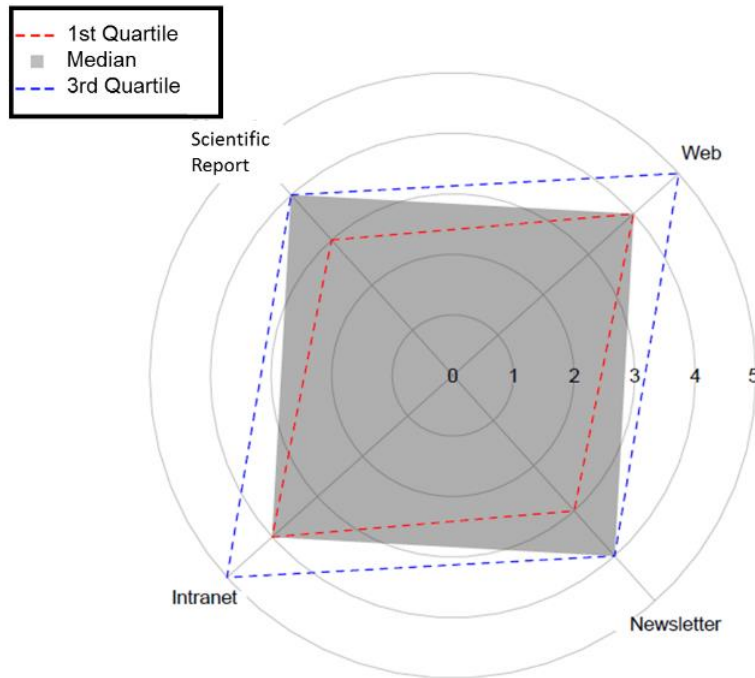 1st Quartile
Median
3rd Quartile
Scientific
Report
Web
0 1 2 3 4 5
Intranet
Newsletter